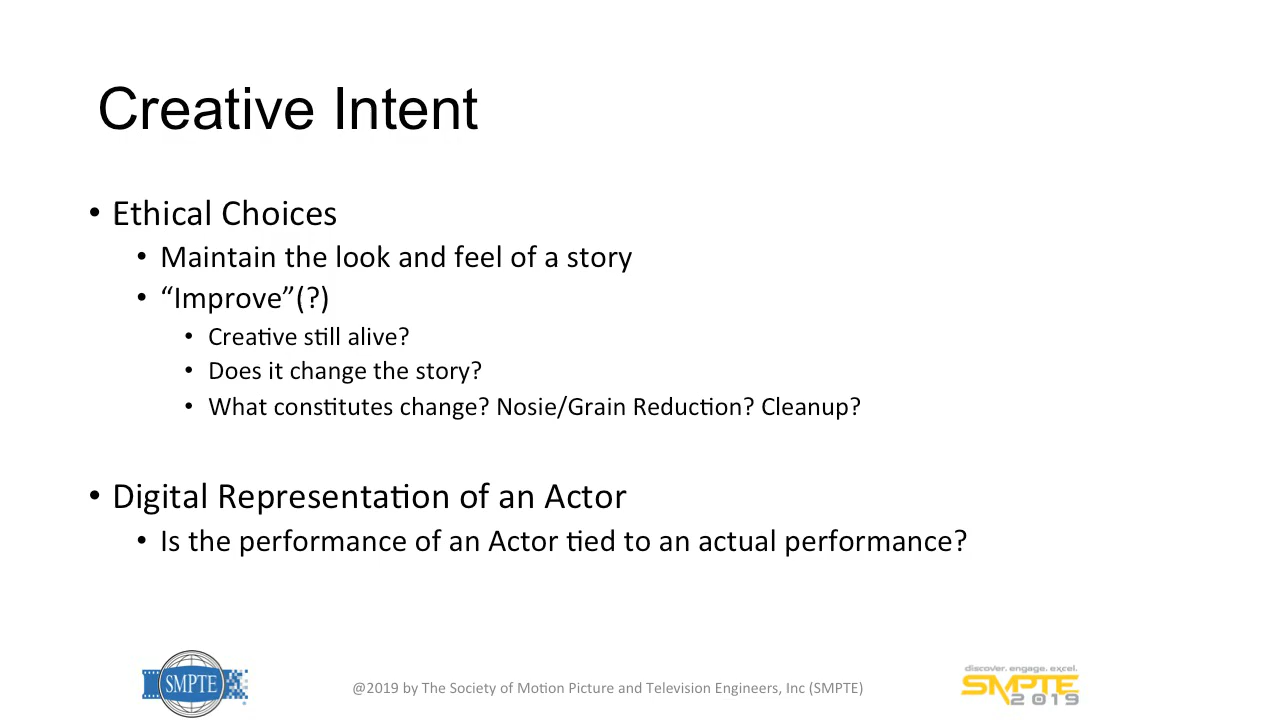 Creative Intent
• Ethical Choices
• Maintain the look and feel of a story
• “Improve”(?)
• Creative still alive?
• Does it change the story?
• What constitutes change? Nosie/Grain Reduction? Cleanup?
• Digital Representation of an Actor
• Is the performance of an Actor tied to an actual performance?
SMPTE
@2019 by The Society of Motion Picture and Television Engineers, Inc (SMPTE)
discover. engage. excel.
SMPTE
2019